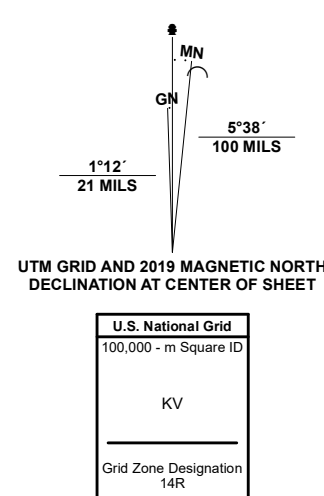 MN
GN
5°38´
100 MILS
1°12´
21 MILS
UTM GRID AND 2019 MAGNETIC NORTH
DECLINATION AT CENTER OF SHEET
U.S. National Grid
100,000 - m Square ID
KV
Grid Zone Designation
14R